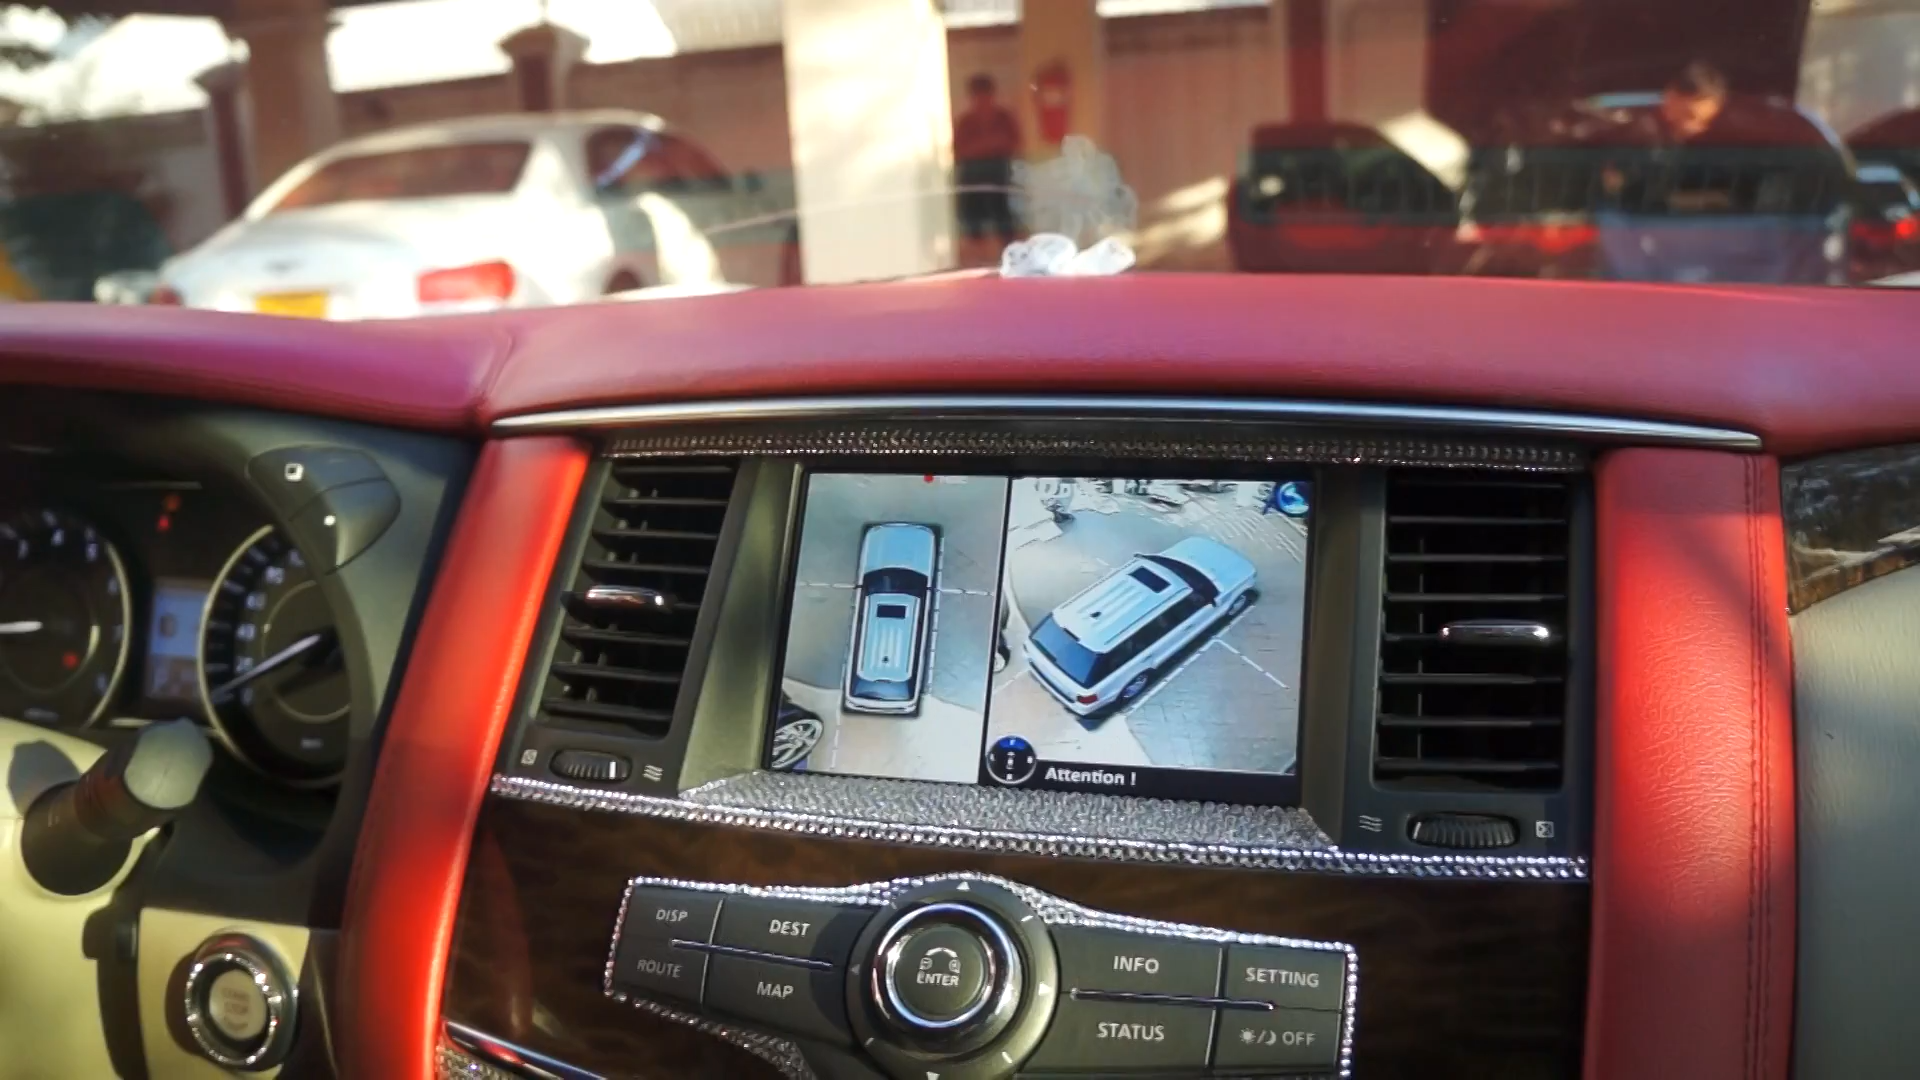 Attention !
DISP
DEST
ROUTE
MAP
ENTER
INFO
SETTING
STATUS
OFF